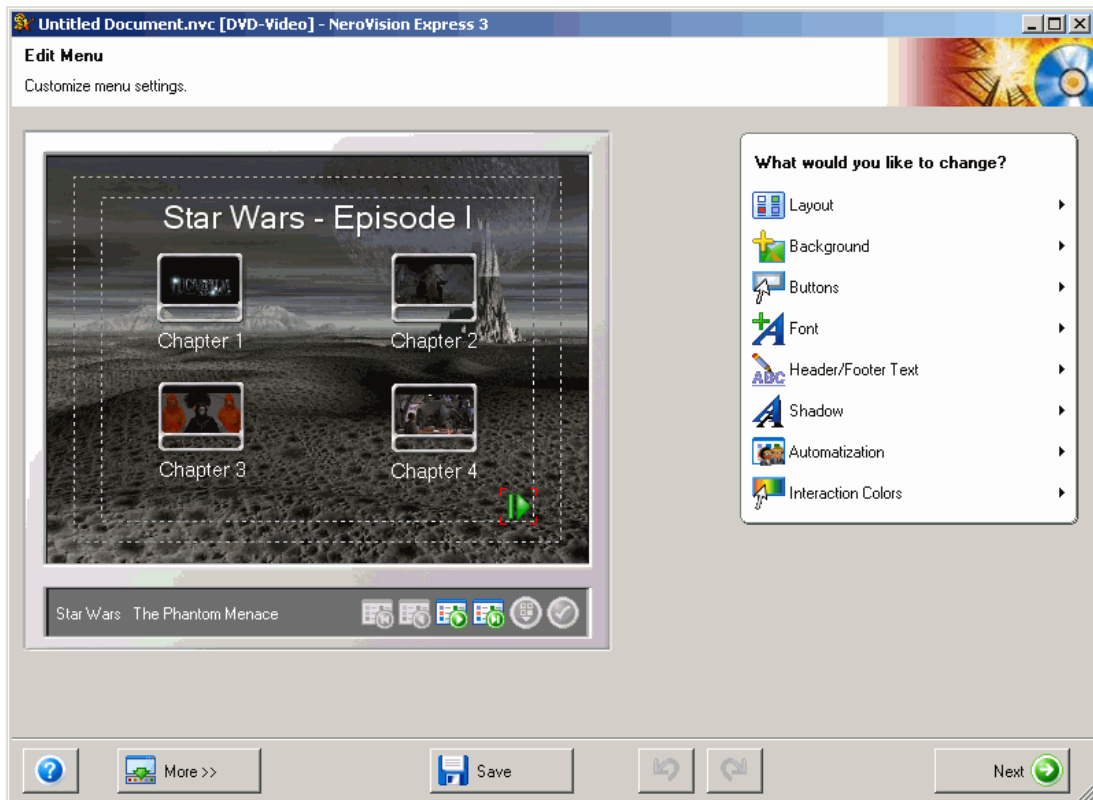 Untitled Document.nvc [DVD-Video] - NeroVision Express 3
Edit Menu
Customize menu settings.
Star Wars - Episode I
Chapter 1
Chapter 2
Chapter 3
Chapter 4
Star Wars The Phantom Menace
What would you like to change?
Layout
Background
Buttons
Font
ABC Header/Footer Text
Shadow
Automatization
Interaction Colors
More >>
Save
Next